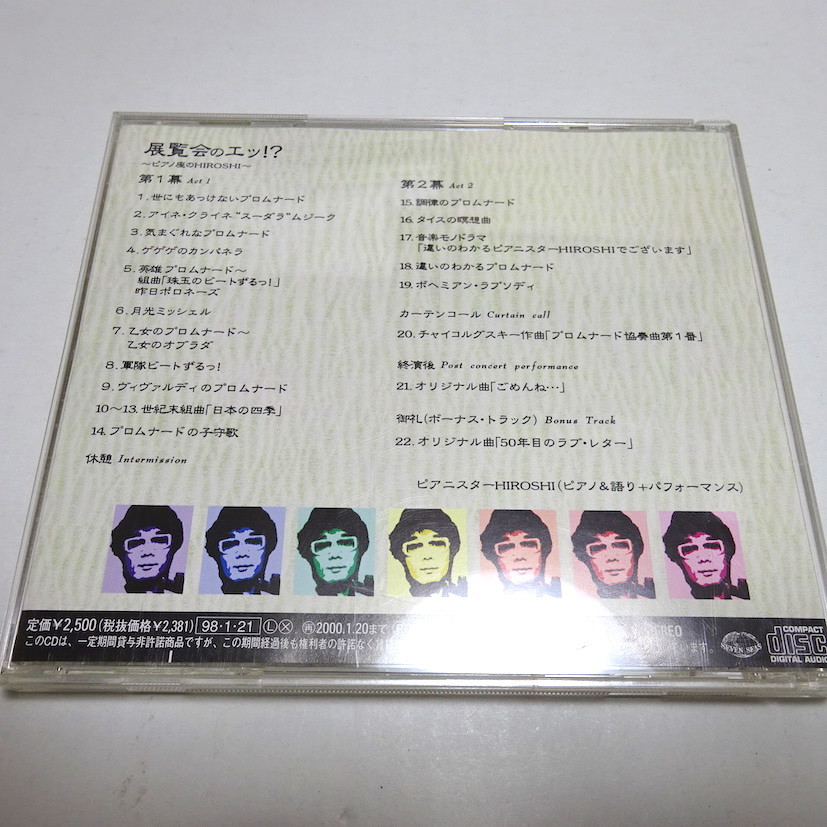 展覧会のエッ!?
〜ピアノ座のHIROSHI〜
第1幕 Act 1
1. 世にもあっけないプロムナード
2. アイネ・クライネ“スーダラ”ムジーク
3. 気まぐれなプロムナード
4. ゲゲゲのカンパネラ
5. 英雄プロムナード〜
組曲「珠玉のビートずるっ!」
昨日ポロネーズ
6. 月光ミッシェル
7. 乙女のプロムナード〜
乙女のオブラダ
8. 軍隊ビートずるっ!
9. ヴィヴァルディのプロムナード
10〜13. 世紀末組曲「日本の四季」
14. プロムナードの子守歌
休憩 Intermission
第2幕 Act 2
15. 調律のプロムナード
16. タイスの瞑想曲
17. 音楽モノドラマ
「違いのわかるピアニスターHIROSHIでございます」
18. 違いのわかるプロムナード
19. ボヘミアン・ラプソディ
カーテンコール Curtain call
20. チャイコルグスキー作曲「プロムナード協奏曲第1番」
終演後 Post concert performance
21. オリジナル曲「ごめんね…」
御礼(ボーナス・トラック) Bonus Track
22. オリジナル曲「50年目のラブ・レター」
ピアニスターHIROSHI(ピアノ&語り+パフォーマンス)
定価¥2,500(税抜価格¥2,381) 98・1・21 Ⓛ Ⓧ 再 2000.1.20まで
このCDは、一定期間貸与非許諾商品ですが、この期間経過後も権利者の許諾なく
います。
SEVEN SEAS
COMPACT
disc
DIGITAL AUDIO